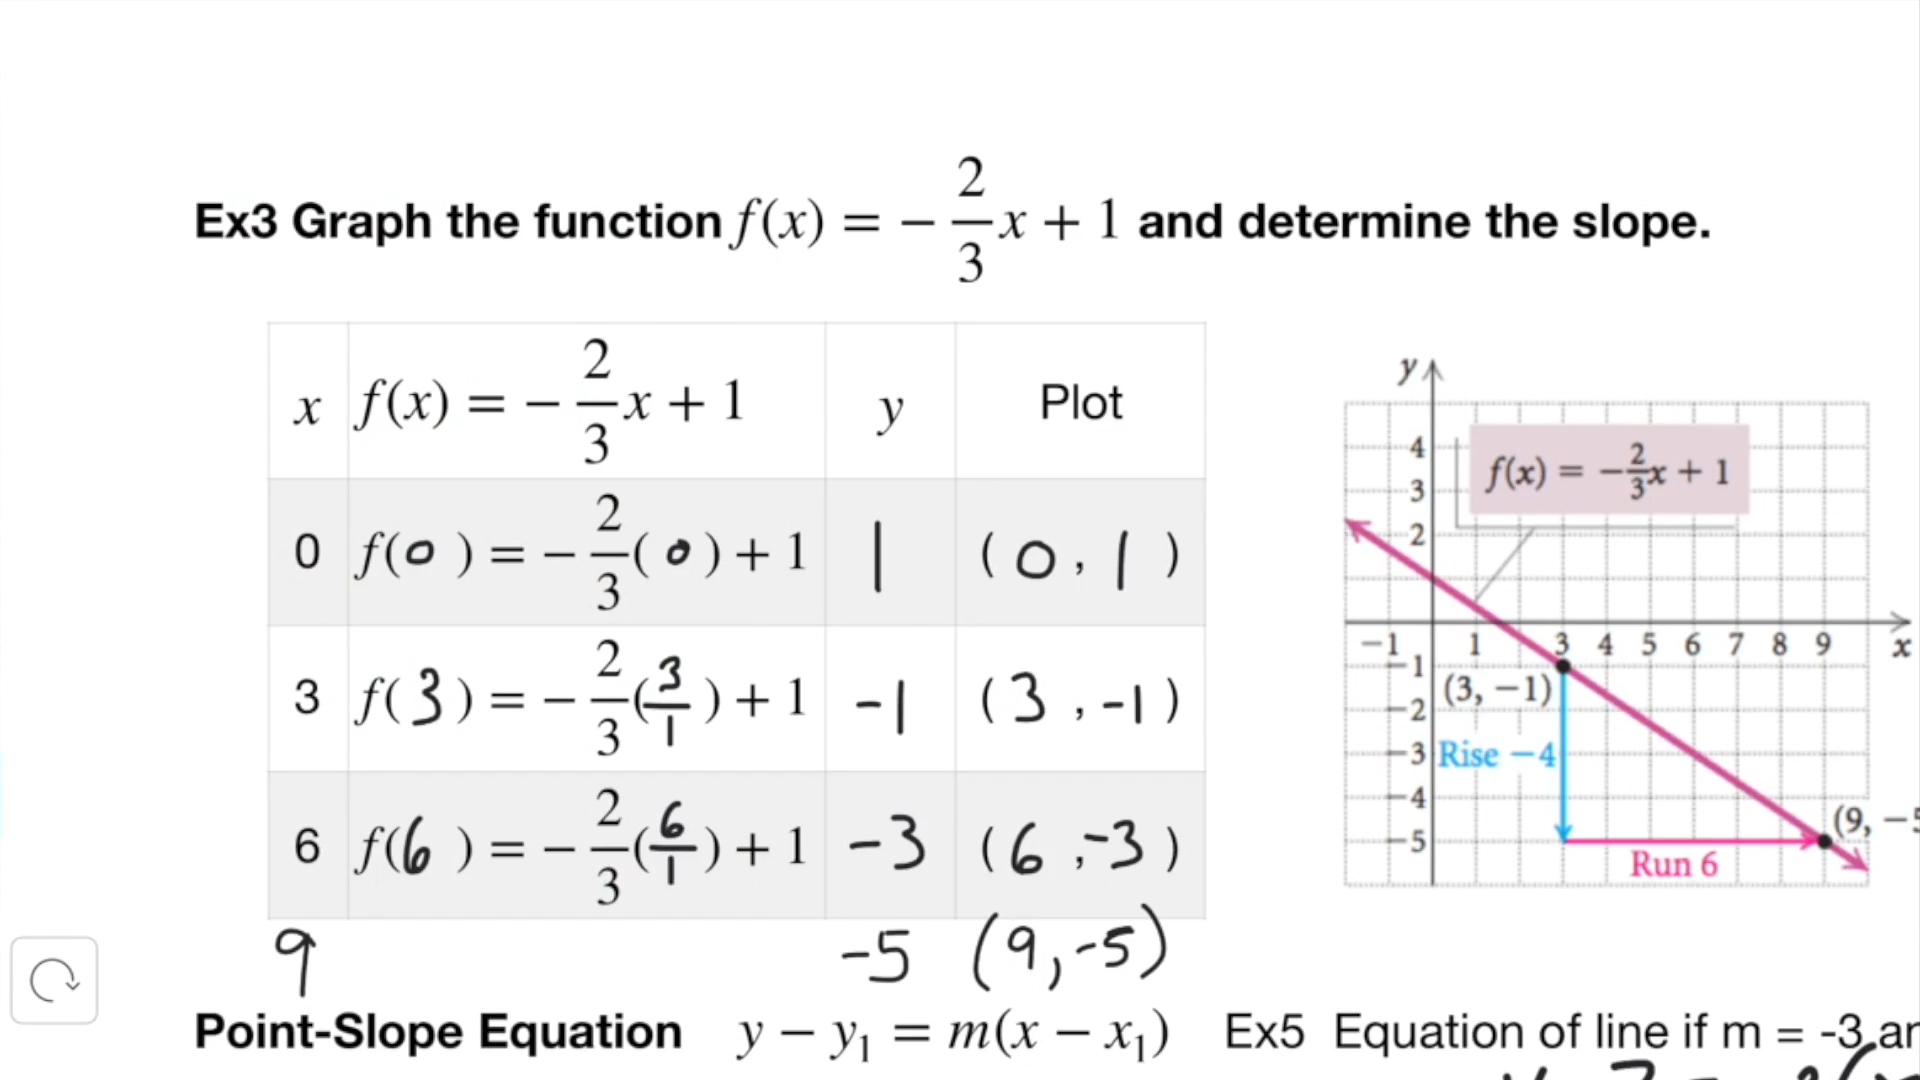 Ex3 Graph the function f(x) = −2/3x + 1 and determine the slope.
x f(x) = −2/3x + 1 y Plot
0 f(0) = −2/3(0) + 1 1 (0, 1)
3 f(3) = −2/3(3/1) + 1 -1 (3, -1)
6 f(6) = −2/3(6/1) + 1 -3 (6, -3)
9 -5 (9, -5)
y
4
f(x) = −2/3x + 1
3
2
−1 1 3 4 5 6 7 8 9 x
−1
(3, −1)
−2
−3 Rise −4
−4
(9, −5
−5
Run 6
Point-Slope Equation y − y₁ = m(x − x₁) Ex5 Equation of line if m = -3